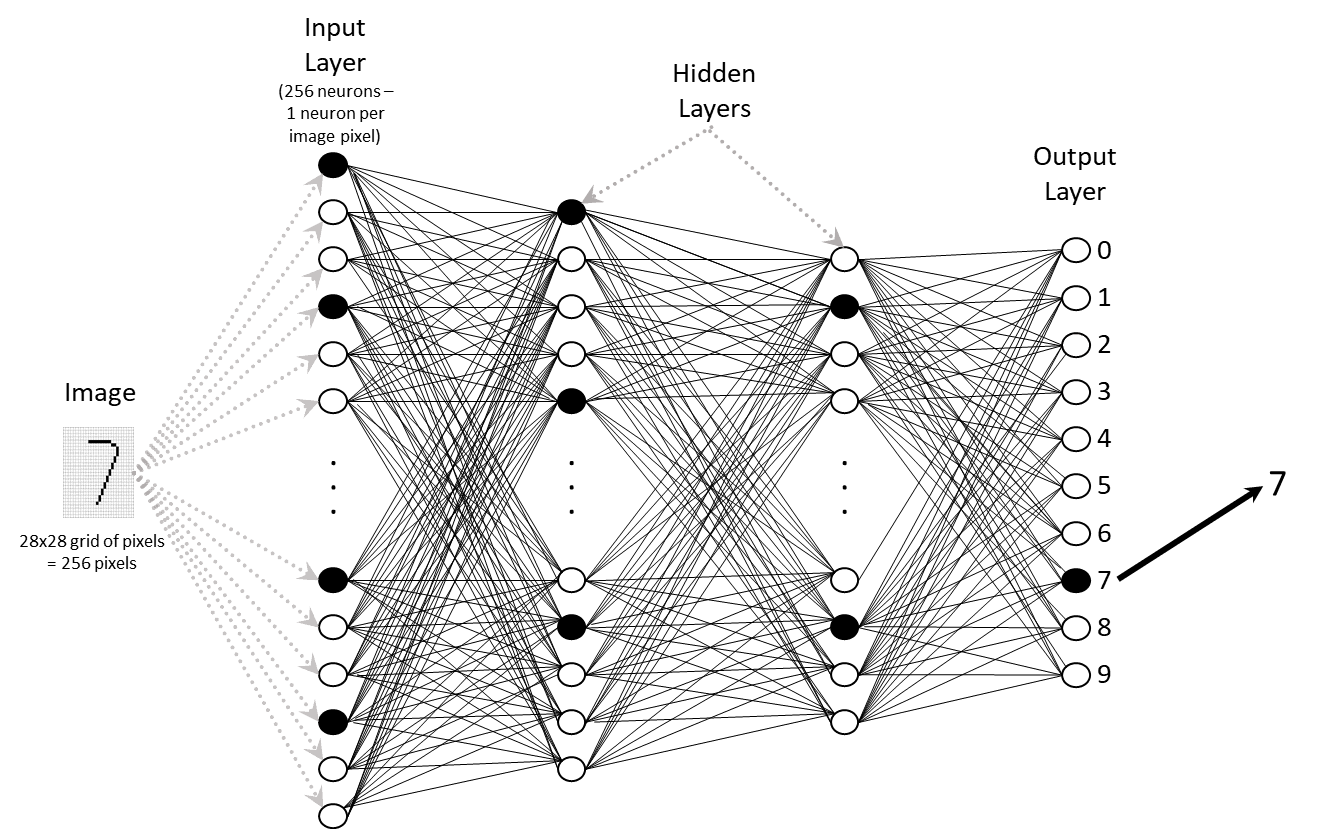 Input
Layer
(256 neurons –
1 neuron per
image pixel)
Hidden
Layers
Output
Layer
Image
28x28 grid of pixels
= 256 pixels
0
1
2
3
4
5
6
7
8
9
7